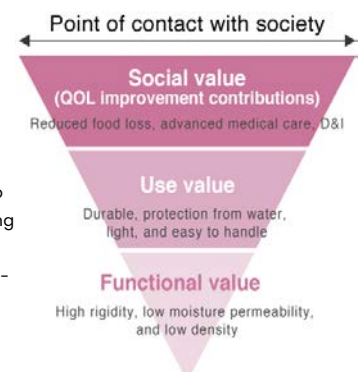 Point of contact with society
Social value
(QOL improvement contributions)
Reduced food loss, advanced medical care, D&I
Use value
Durable, protection from water,
light, and easy to handle
Functional value
High rigidity, low moisture permeability,
and low density